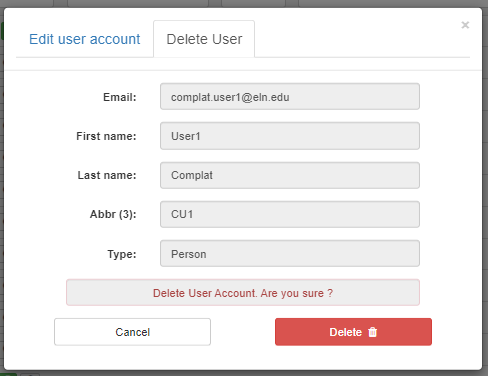 Edit user account Delete User ×
Email: complat.user1@eln.edu
First name: User1
Last name: Complat
Abbr (3): CU1
Type: Person
Delete User Account. Are you sure ?
Cancel Delete